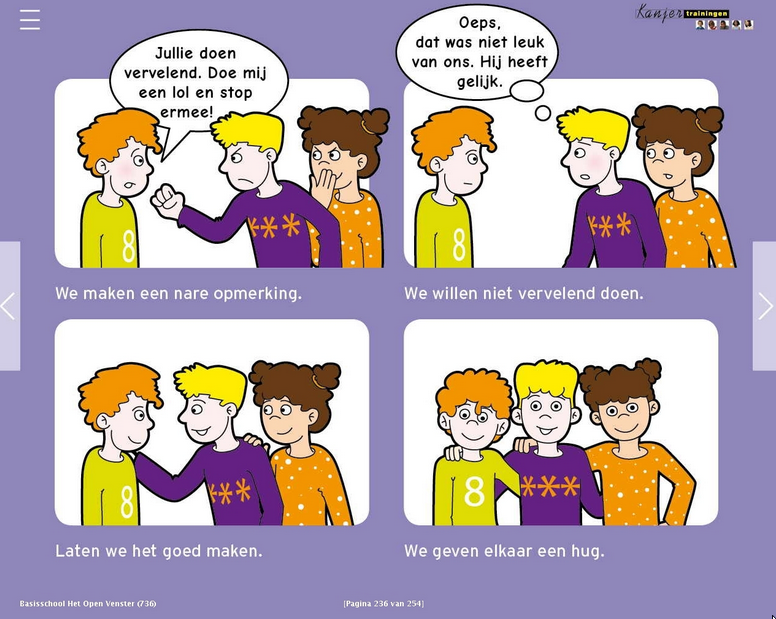 Kanjer trainingen
Jullie doen
vervelend. Doe mij
een lol en stop
ermee!
Oeps,
dat was niet leuk
van ons. Hij heeft
gelijk.
8
8
We maken een nare opmerking.
We willen niet vervelend doen.
8
8
Laten we het goed maken.
We geven elkaar een hug.
Basisschool Het Open Venster (736)
[Pagina 236 van 254]